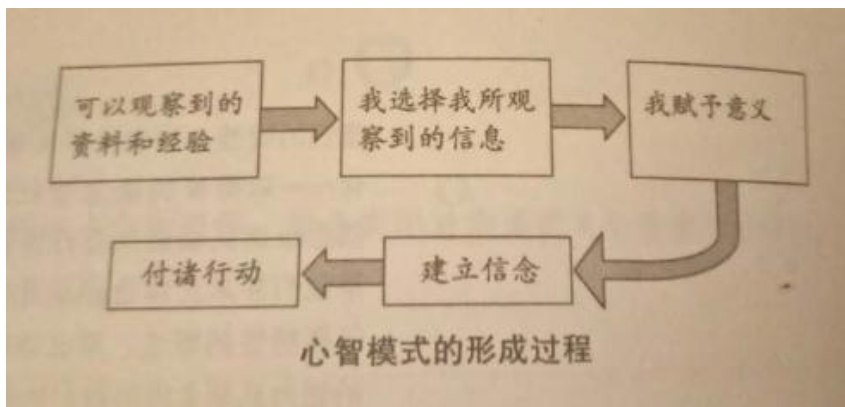 可以观察到的
资料和经验
我选择我所观
察到的信息
我赋予意义
建立信念
付诸行动
心智模式的形成过程